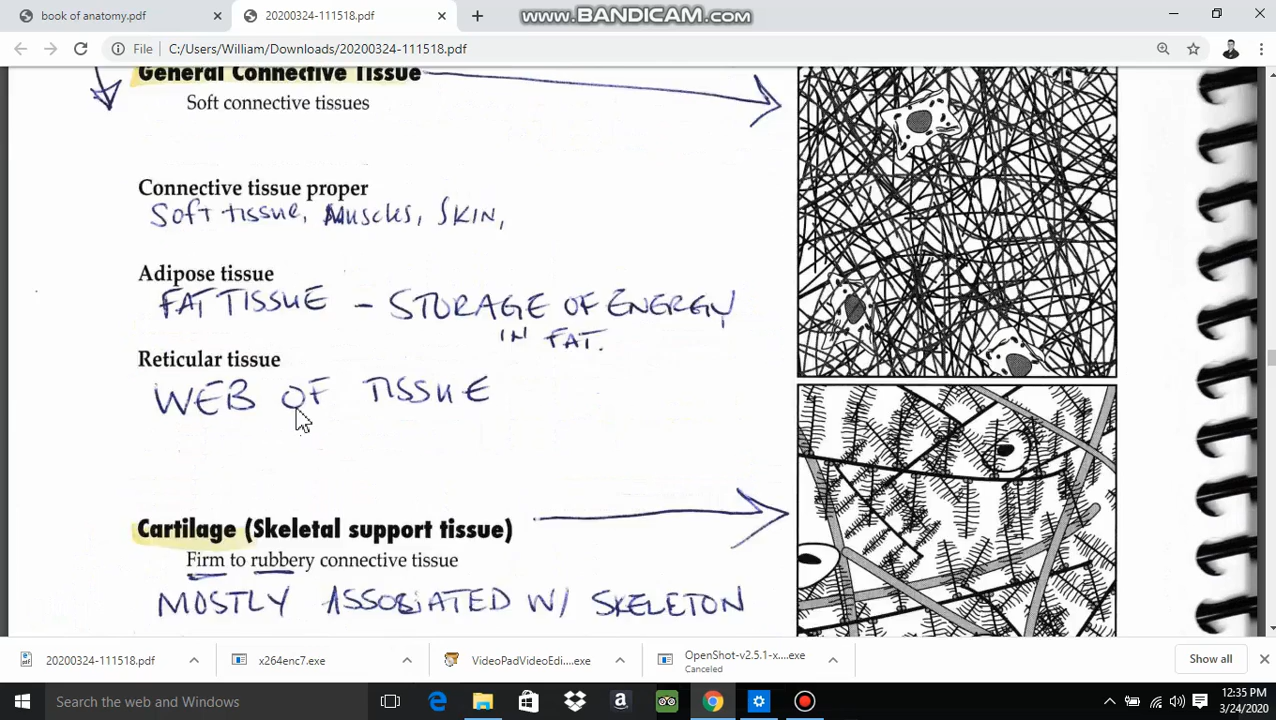 book of anatomy.pdf
20200324-111518.pdf
WWW.BANDICAM.COM
File
C:/Users/William/Downloads/20200324-111518.pdf
General Connective Tissue
Soft connective tissues
Connective tissue proper
Soft tissue, Muscles, SKIN,
Adipose tissue
FAT TISSUE - STORAGE OF ENERGY
IN FAT.
Reticular tissue
WEB OF TISSUE
Cartilage (Skeletal support tissue)
Firm to rubbery connective tissue
MOSTLY ASSOCIATED W/ SKELETON
20200324-111518.pdf
x264enc7.exe
VideoPadVideoEdi....exe
OpenShot-v2.5.1-x....exe
Canceled
Show all
Search the web and Windows
12:35 PM
3/24/2020